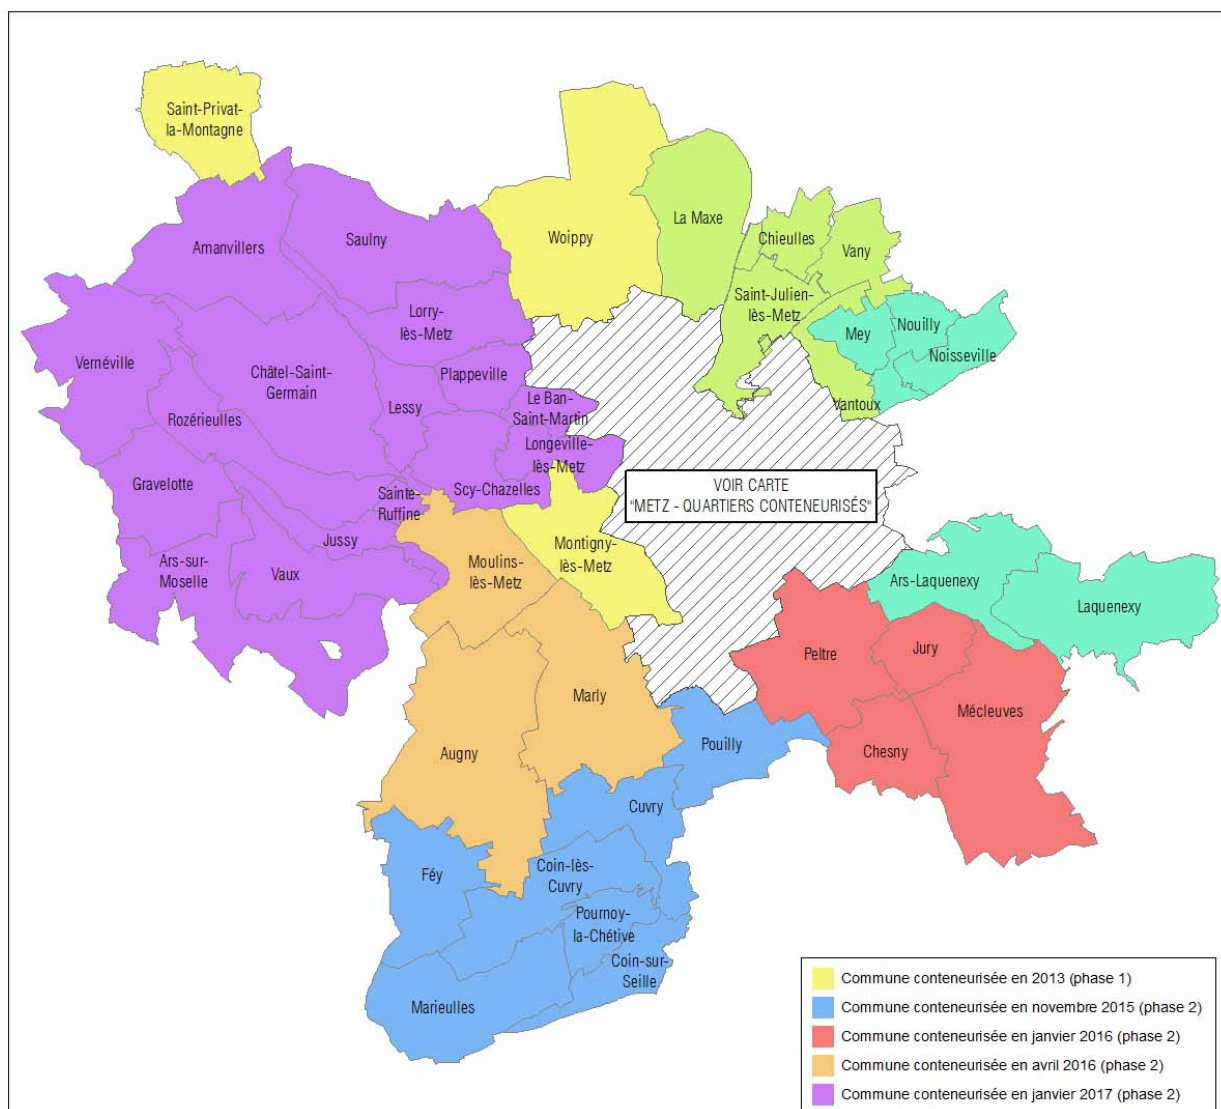 Saint-Privat-
la-Montagne
Amanvillers
Saulny
Woippy
La Maxe
Chieulles
Vany
Saint-Julien-
lès-Metz
Mey
Nouilly
Noisseville
Vantoux
Lorry-
lès-Metz
Vernéville
Châtel-Saint-
Germain
Plappeville
Lessy
Le Ban-
Saint-Martin
Rozérieulles
Longeville-
lès-Metz
Gravelotte
Scy-Chazelles
Sainte-
Ruffine
Jussy
VOIR CARTE
"METZ - QUARTIERS CONTENEURISÉS"
Ars-sur-
Moselle
Vaux
Moulins-
lès-Metz
Montigny-
lès-Metz
Ars-Laquenexy
Laquenexy
Peltre
Jury
Mécleuves
Chesny
Marly
Augny
Pouilly
Cuvry
Féy
Coin-lès-
Cuvry
Pournoy-
la-Chétive
Coin-sur-
Seille
Marieulles
Commune conteneurisée en 2013 (phase 1)
Commune conteneurisée en novembre 2015 (phase 2)
Commune conteneurisée en janvier 2016 (phase 2)
Commune conteneurisée en avril 2016 (phase 2)
Commune conteneurisée en janvier 2017 (phase 2)